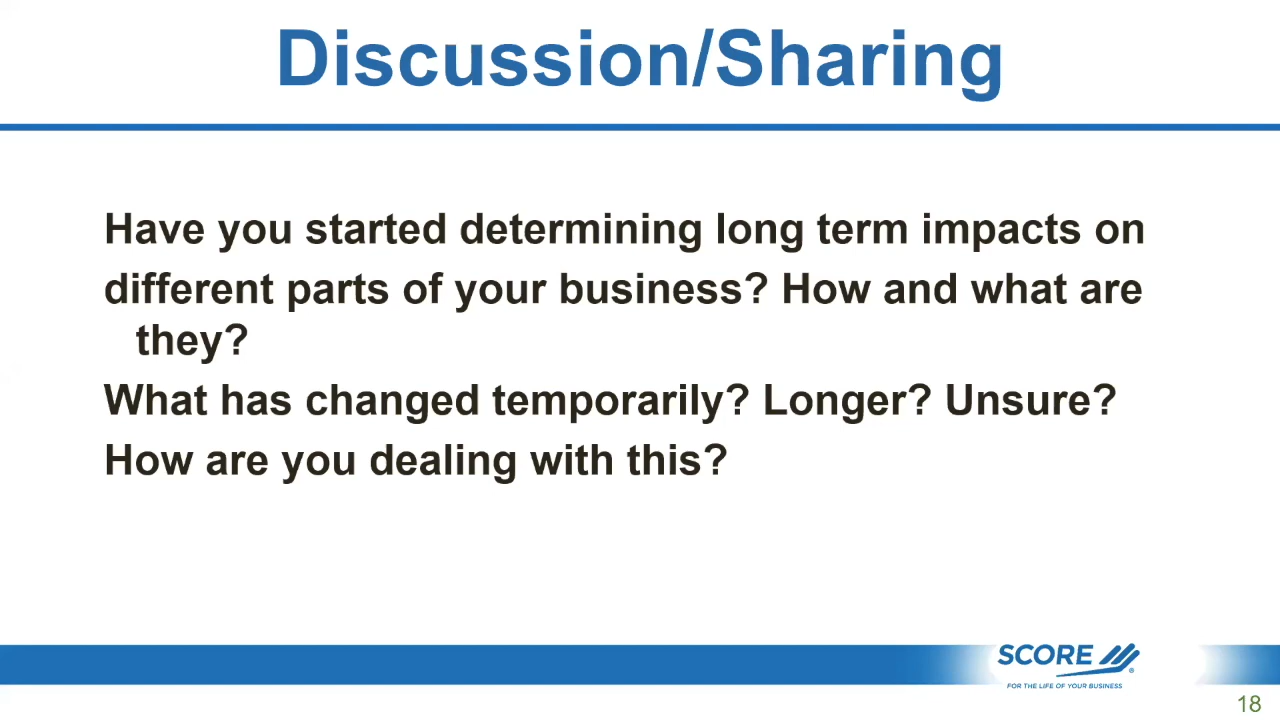 Discussion/Sharing
Have you started determining long term impacts on
different parts of your business? How and what are
they?
What has changed temporarily? Longer? Unsure?
How are you dealing with this?
SCORE
FOR THE LIFE OF YOUR BUSINESS
18